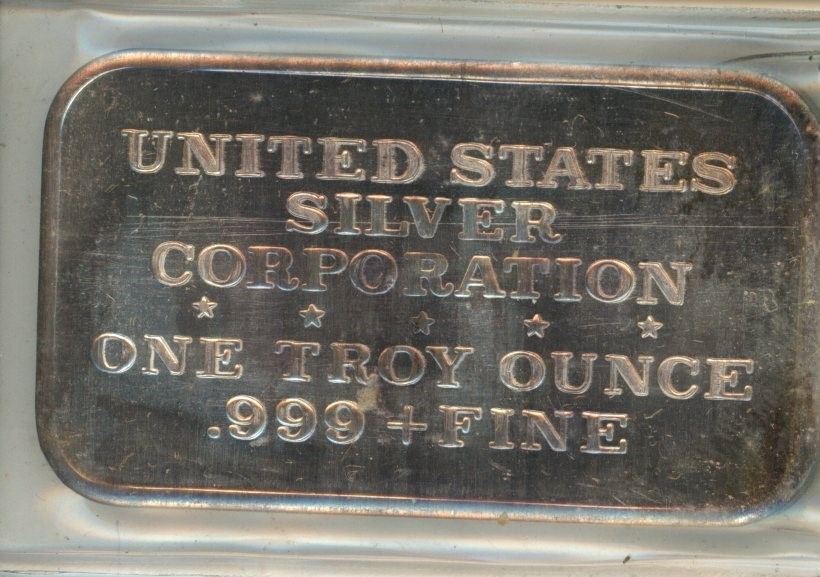 UNITED STATES
SILVER
CORPORATION
ONE TROY OUNCE
.999+FINE